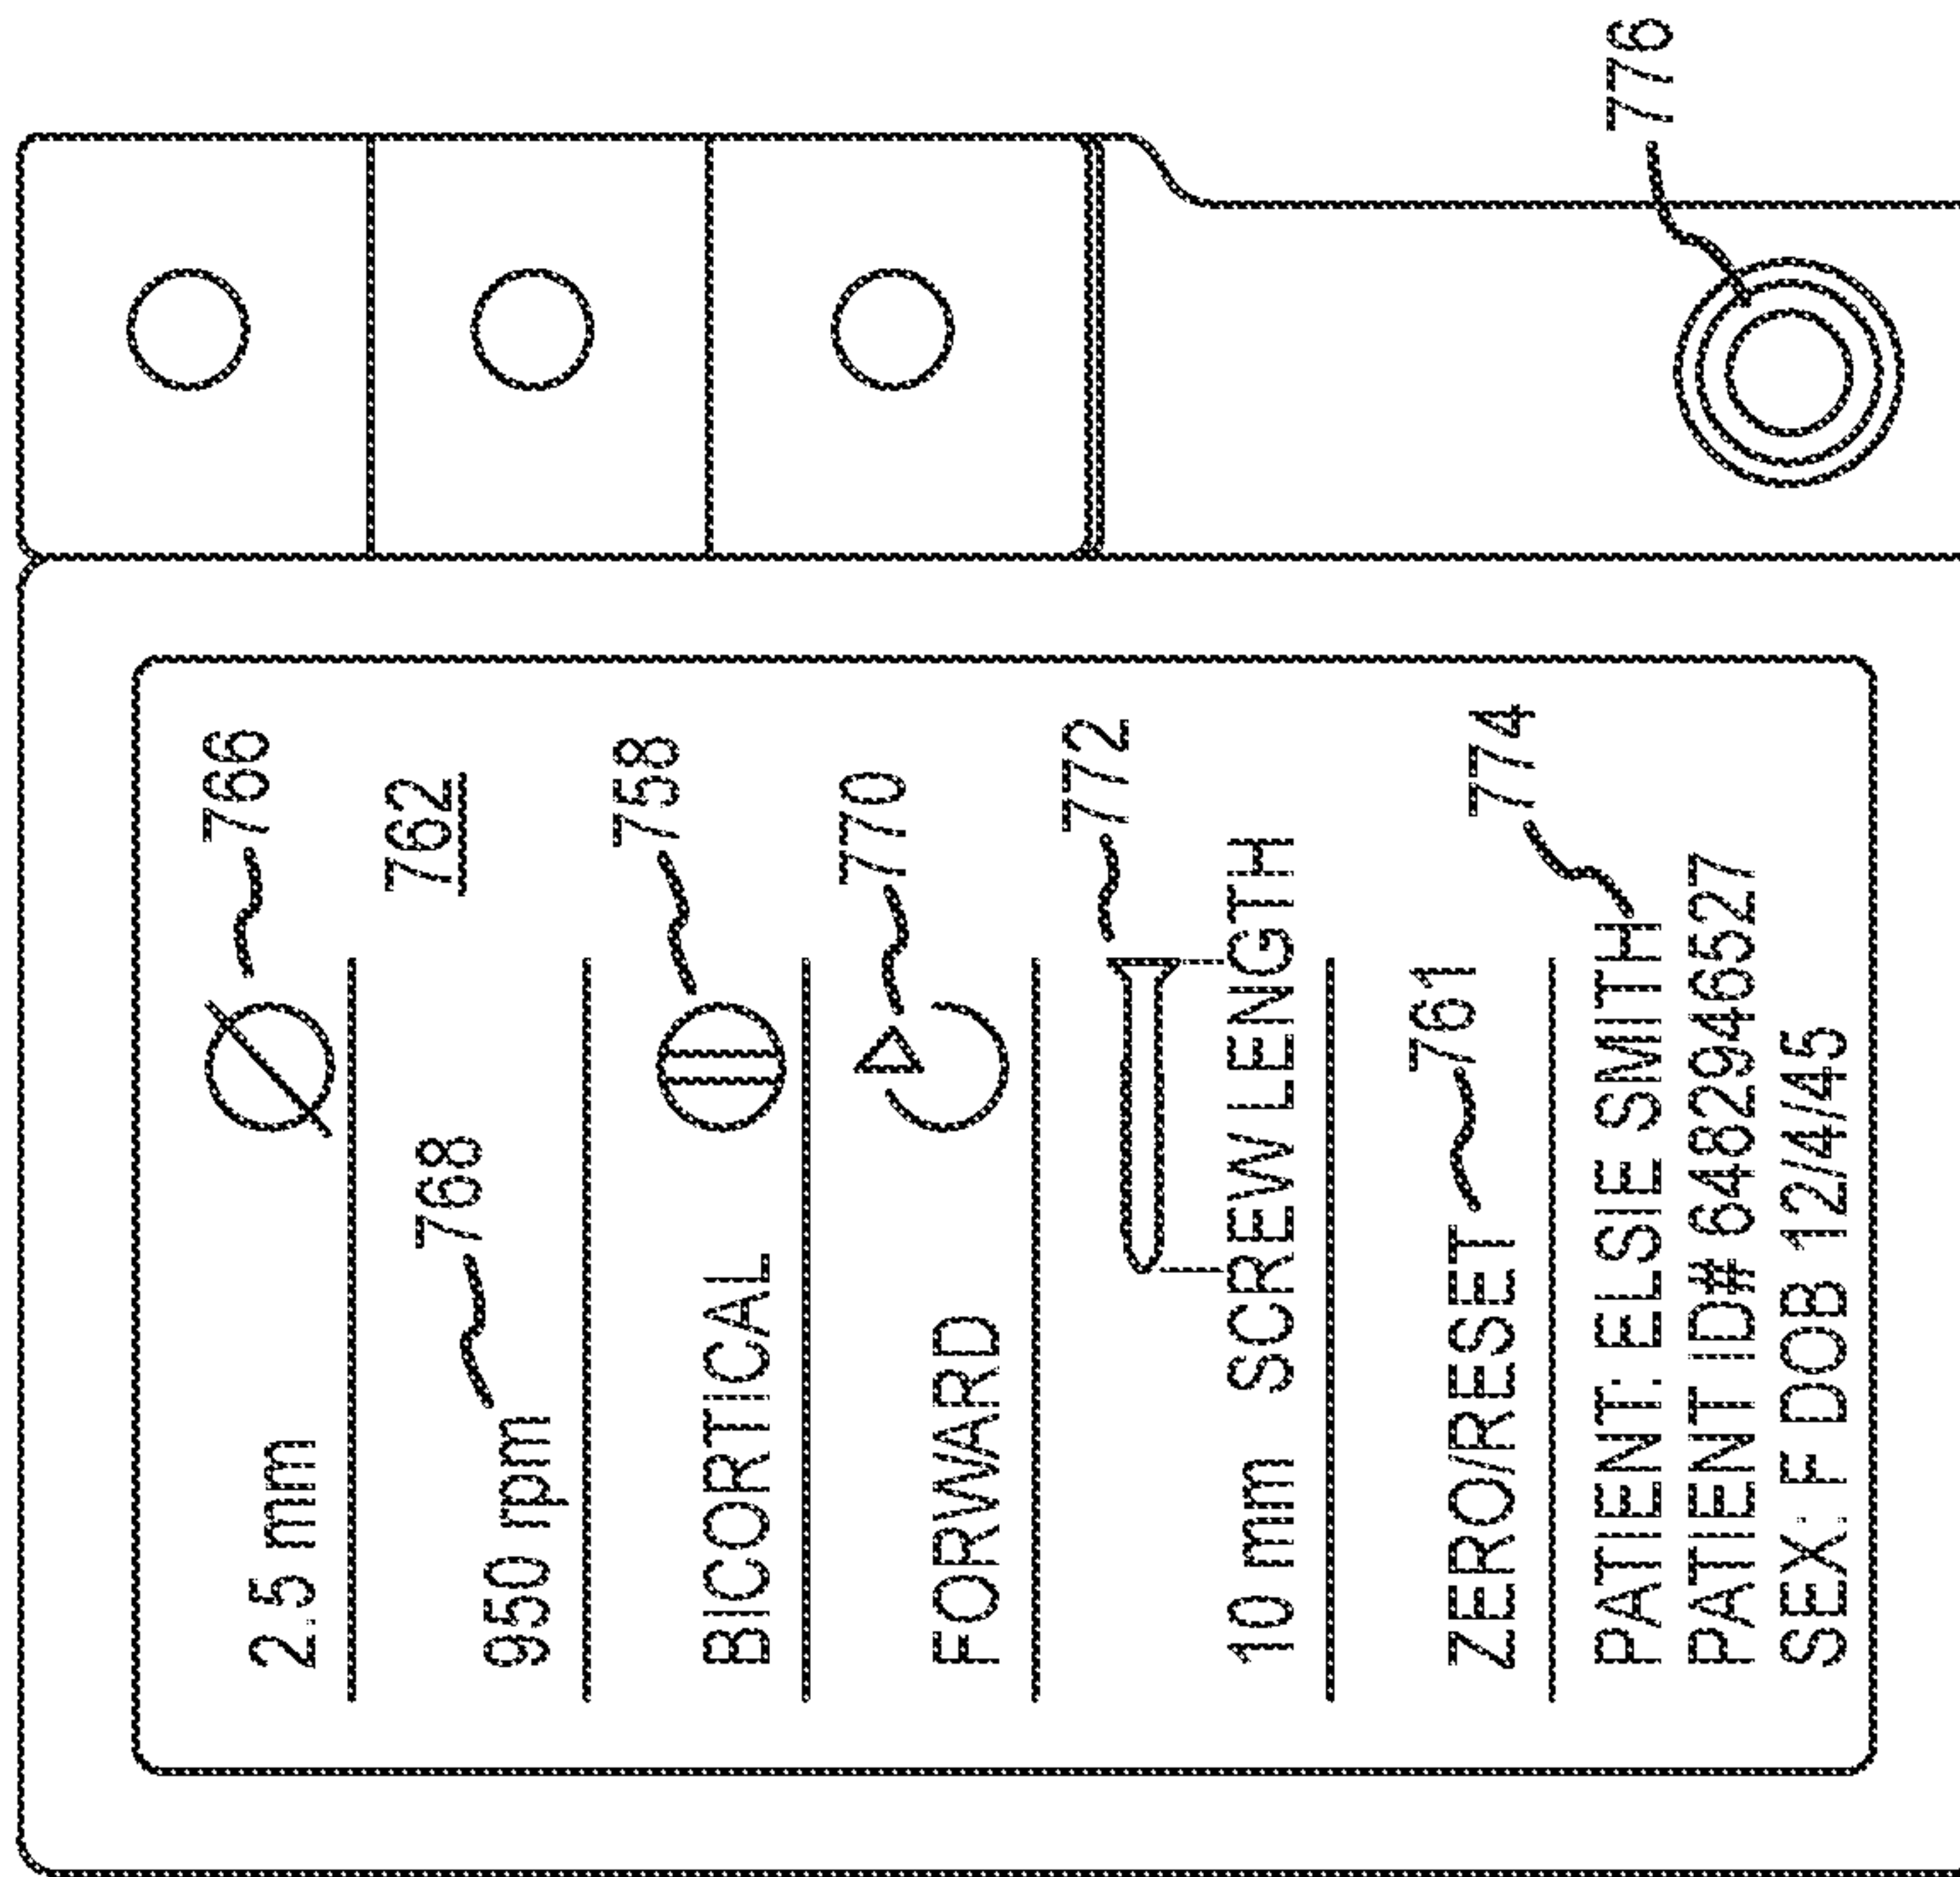 766
2.5 mm
762
768
950 rpm
758
BICORTICAL
770
FORWARD
772
10 mm SCREW LENGTH
761
ZERO/RESET
774
PATIENT: ELSIE SMITH
PATIENT ID# 6482946527
SEX: F DOB 12/4/45
776